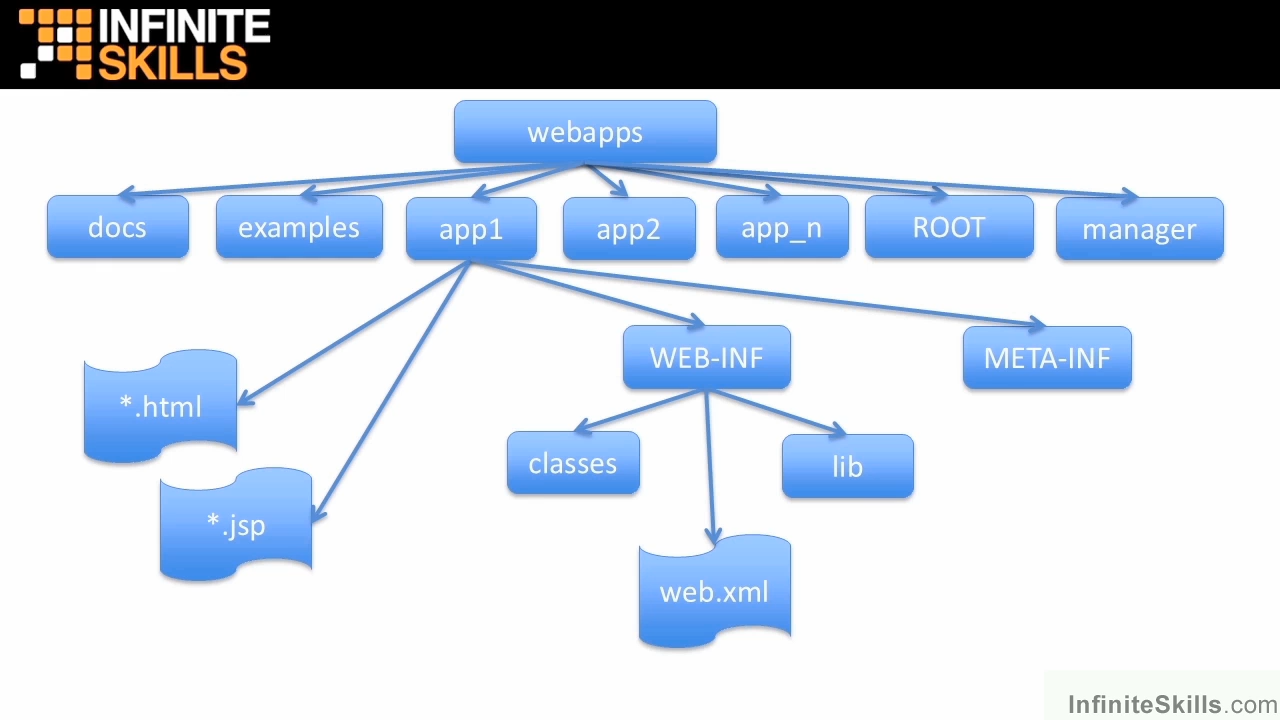 INFINITE
SKILLS
webapps
docs
examples
app1
app2
app_n
ROOT
manager
*.html
*.jsp
WEB-INF
META-INF
classes
lib
web.xml
InfiniteSkills.com